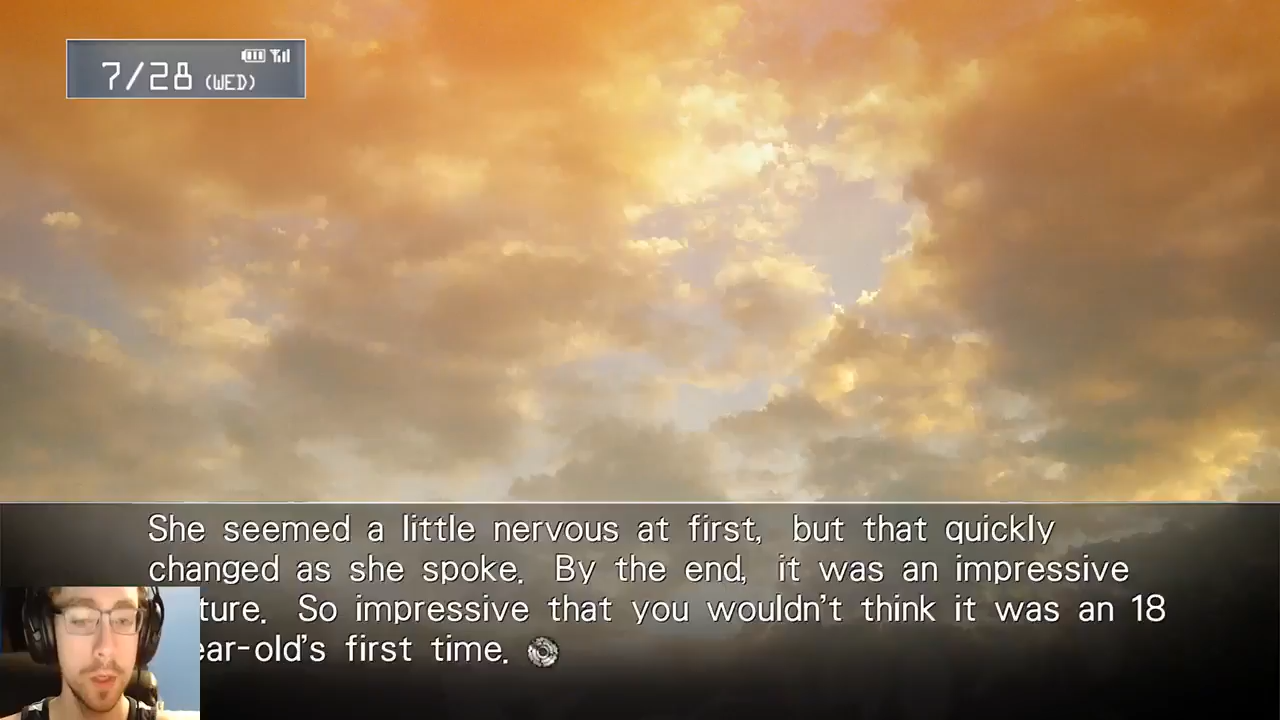 7/28 (WED)
She seemed a little nervous at first, but that quickly
changed as she spoke. By the end, it was an impressive
ture. So impressive that you wouldn't think it was an 18
ear-old's first time.